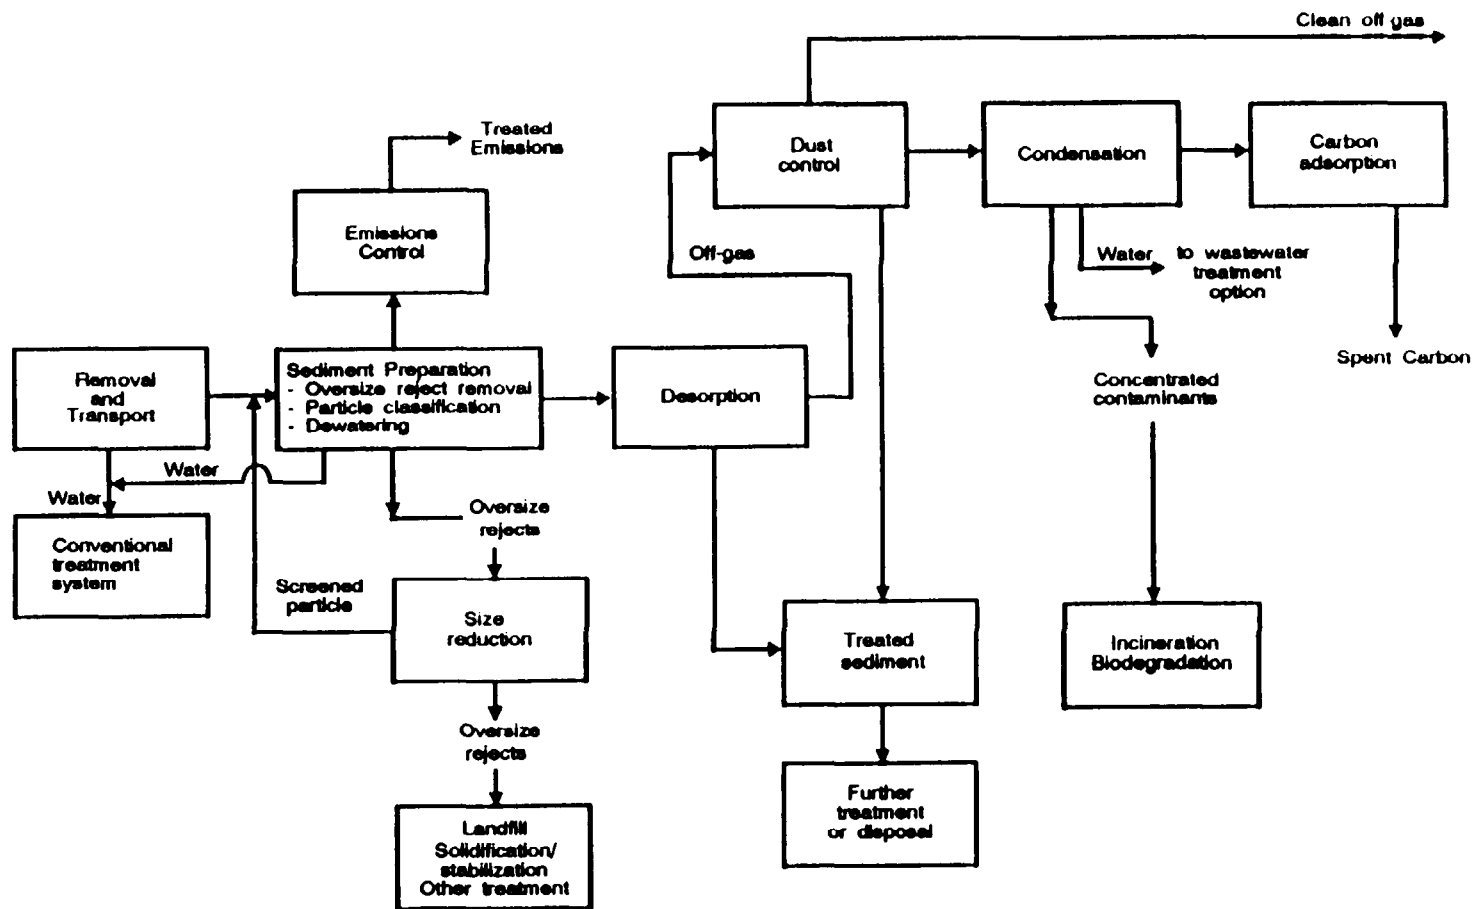 Clean off gas
Treated
Emissions
Dust
control
Condensation
Carbon
adsorption
Emissions
Control
Off-gas
Water
to wastewater
treatment
option
Removal
and
Transport
Sediment Preparation
- Oversize reject removal
- Particle classification
- Dewatering
Desorption
Spent Carbon
Concentrated
contaminants
Water
Water
Oversize
rejects
Conventional
treatment
system
Screened
particle
Size
reduction
Treated
sediment
Incineration
Biodegradation
Oversize
rejects
Further
treatment
or disposal
Landfill
Solidification/
stabilization
Other treatment